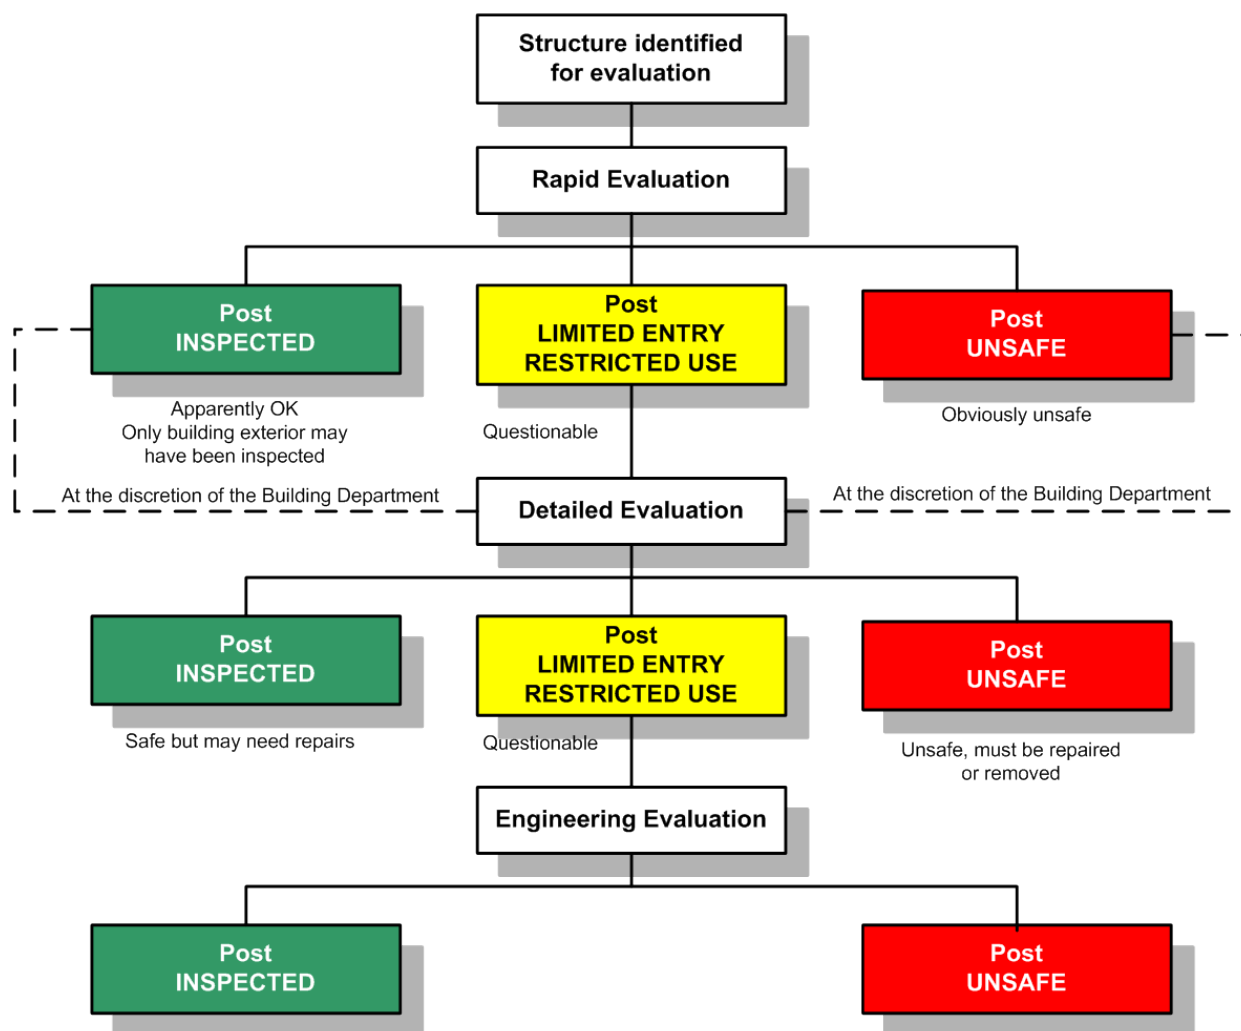 Structure identified
for evaluation
Rapid Evaluation
Post
INSPECTED
Post
LIMITED ENTRY
RESTRICTED USE
Post
UNSAFE
Apparently OK
Only building exterior may
have been inspected
Questionable
Obviously unsafe
At the discretion of the Building Department
Detailed Evaluation
At the discretion of the Building Department
Post
INSPECTED
Post
LIMITED ENTRY
RESTRICTED USE
Post
UNSAFE
Safe but may need repairs
Questionable
Unsafe, must be repaired
or removed
Engineering Evaluation
Post
INSPECTED
Post
UNSAFE